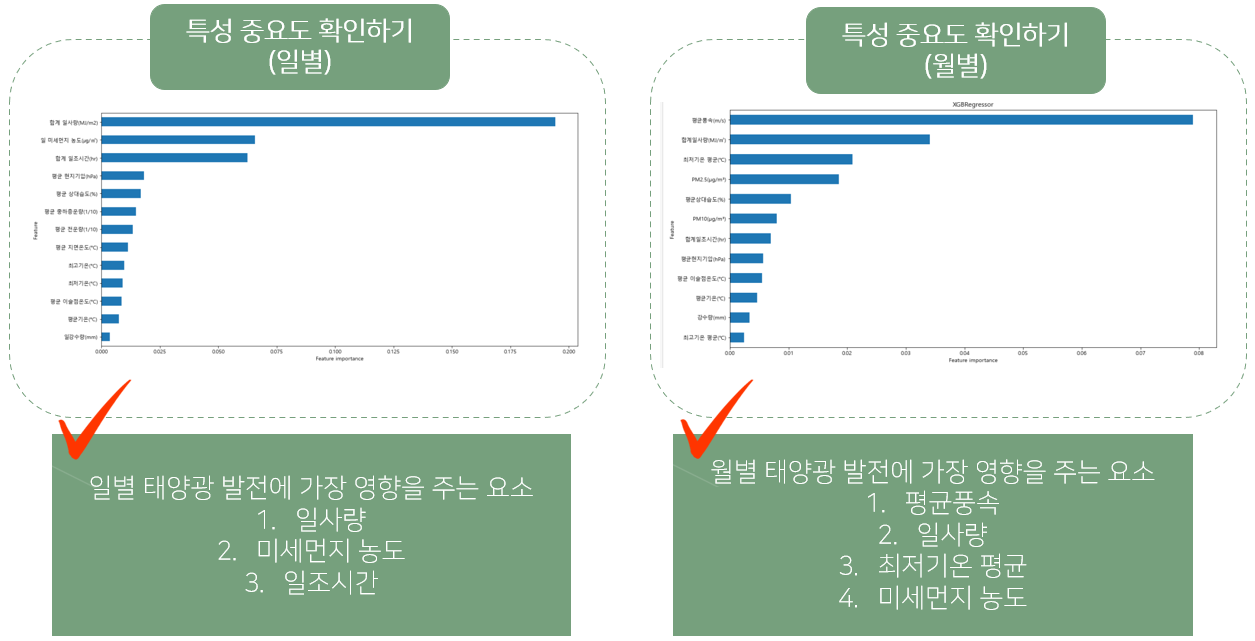 특성 중요도 확인하기
(일별)
합계 일사량(MJ/m2)
일 미세먼지 농도(㎍/㎥)
합계 일조시간(hr)
평균 현지기압(hPa)
평균 상대습도(%)
평균 중하층운량(1/10)
평균 전운량(1/10)
평균 지면온도(°C)
최고기온(°C)
최저기온(°C)
평균 이슬점온도(°C)
평균기온(°C)
일강수량(mm)
Feature
0.000 0.025 0.050 0.075 0.100 0.125 0.150 0.175 0.200
Feature importance
일별 태양광 발전에 가장 영향을 주는 요소
1. 일사량
2. 미세먼지 농도
3. 일조시간
특성 중요도 확인하기
(월별)
XGBRegressor
평균풍속(m/s)
합계일사량(MJ/㎡)
최저기온 평균(℃)
PM2.5(μg/m³)
평균상대습도(%)
PM10(μg/m³)
합계일조시간(hr)
평균현지기압(hPa)
평균 이슬점온도(°C)
평균기온(°C)
강수량(mm)
최고기온 평균(℃)
Feature
0.00 0.01 0.02 0.03 0.04 0.05 0.06 0.07 0.08
Feature importance
월별 태양광 발전에 가장 영향을 주는 요소
1. 평균풍속
2. 일사량
3. 최저기온 평균
4. 미세먼지 농도